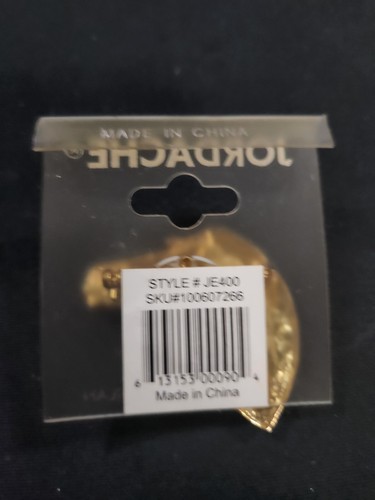 MADE IN CHINA
JORDACHE®
STYLE # JE400
SKU#100607266
6 13153 00090 4
Made in China